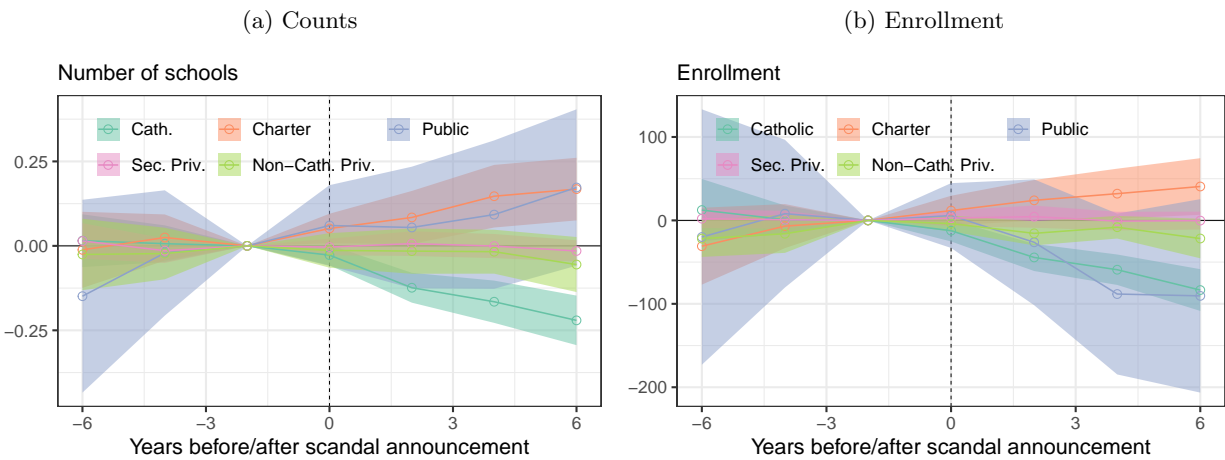 (a) Counts
Number of schools
Cath. Charter Public
Sec. Priv. Non−Cath. Priv.
0.25
0.00
−0.25
−6 −3 0 3 6
Years before/after scandal announcement
(b) Enrollment
Enrollment
Catholic Charter Public
Sec. Priv. Non−Cath. Priv.
100
0
−100
−200
−6 −3 0 3 6
Years before/after scandal announcement